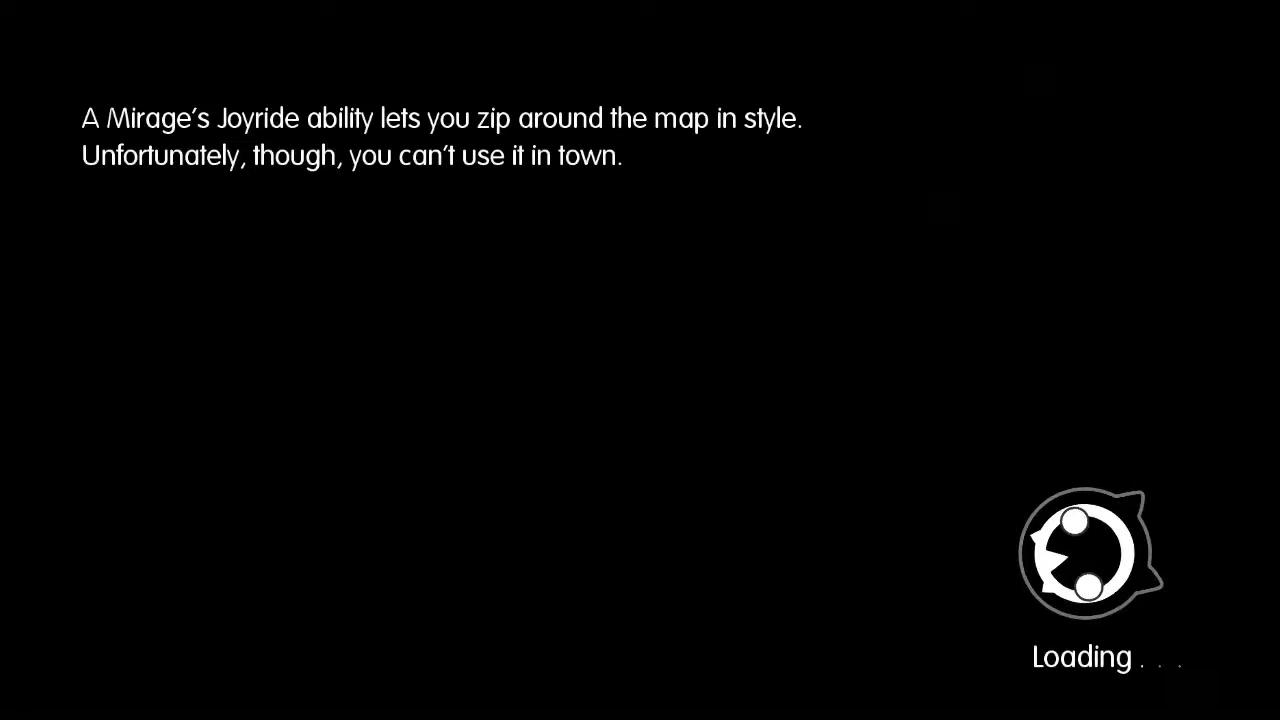 A Mirage's Joyride ability lets you zip around the map in style.
Unfortunately, though, you can't use it in town.
Loading . . .